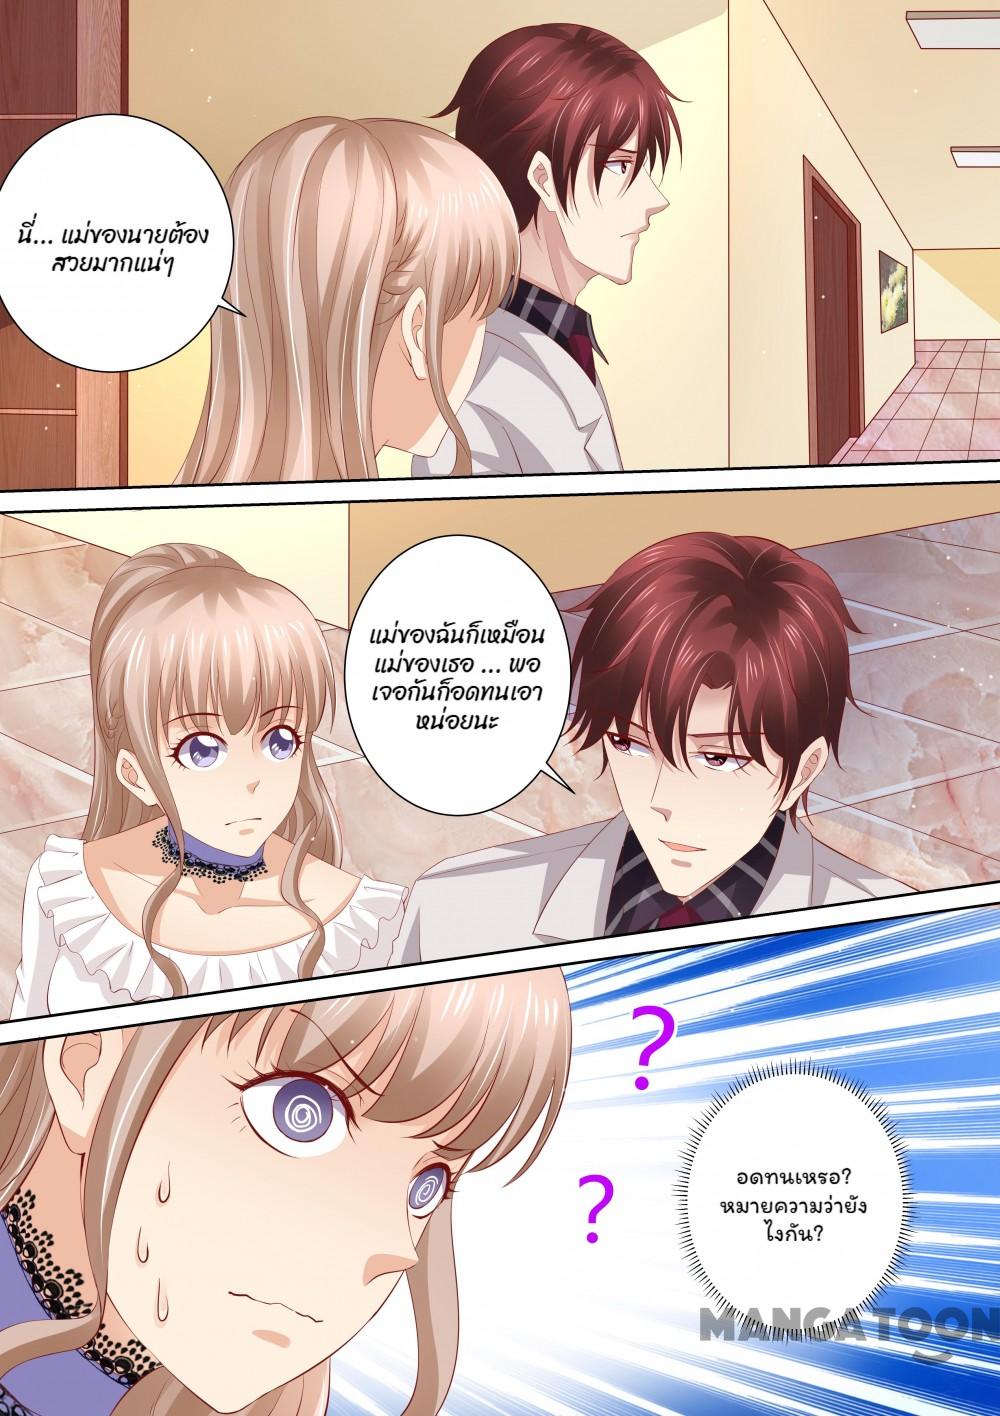 นี่... แม่ของนายต้อง
สวยมากแน่ๆ
แม่ของฉันก็เหมือน
แม่ของเธอ ... พอ
เจอกันก็อดทนเอา
หน่อยนะ
?
?
อดทนเหรอ?
หมายความว่ายัง
ไงกัน?
MANGATOON